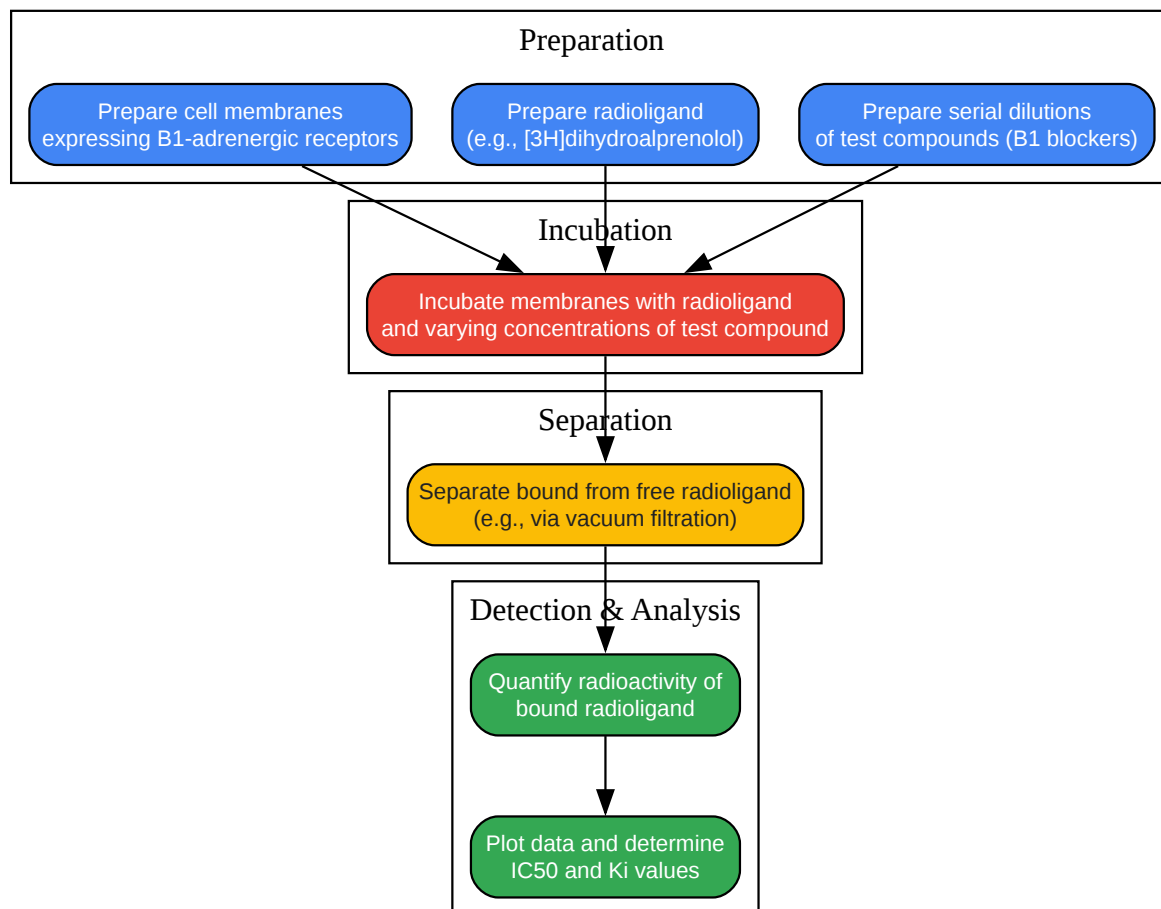 Preparation
Prepare cell membranes
expressing B1-adrenergic receptors
Prepare radioligand
(e.g., [3H]dihydroalprenolol)
Prepare serial dilutions
of test compounds (B1 blockers)
Incubation
Incubate membranes with radioligand
and varying concentrations of test compound
Separation
Separate bound from free radioligand
(e.g., via vacuum filtration)
Detection & Analysis
Quantify radioactivity of
bound radioligand
Plot data and determine
IC50 and Ki values